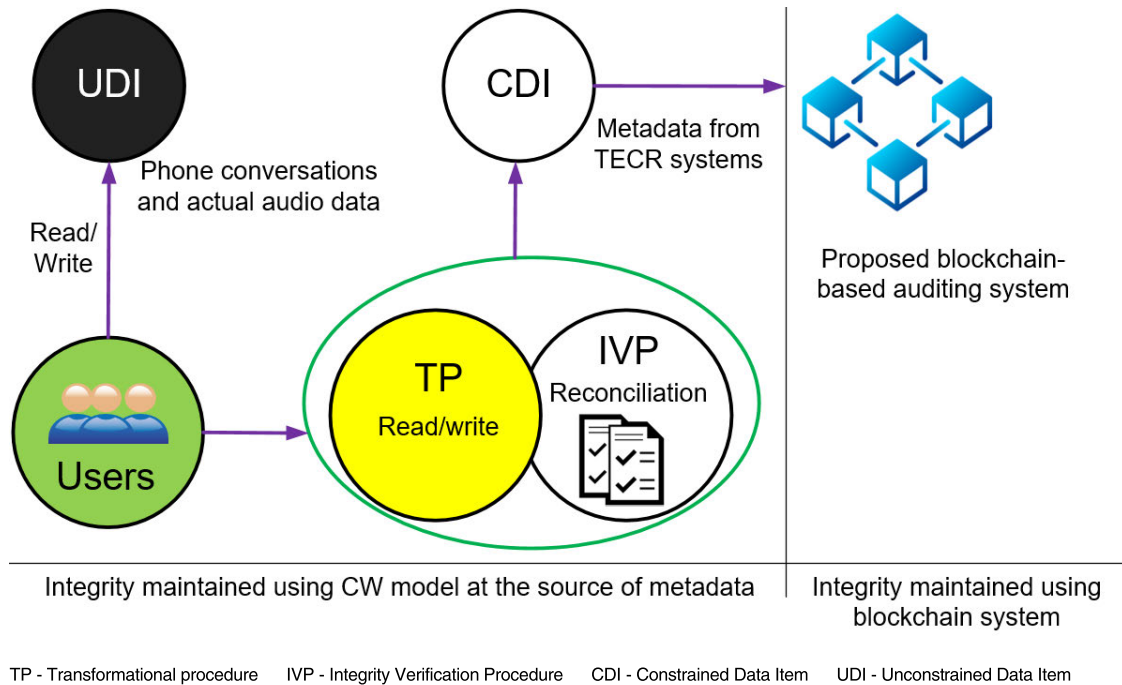 UDI
Phone conversations
and actual audio data
Read/
Write
Users
CDI
Metadata from
TECR systems
TP
Read/write
IVP
Reconciliation
Proposed blockchain-
based auditing system
Integrity maintained using CW model at the source of metadata
Integrity maintained using
blockchain system
TP - Transformational procedure IVP - Integrity Verification Procedure CDI - Constrained Data Item UDI - Unconstrained Data Item